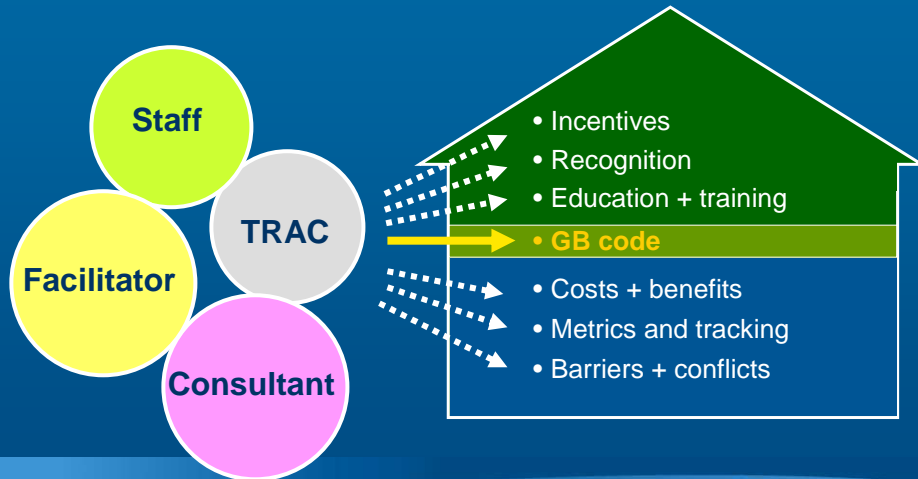 Staff
TRAC
Facilitator
Consultant
• Incentives
• Recognition
• Education + training
• GB code
• Costs + benefits
• Metrics and tracking
• Barriers + conflicts